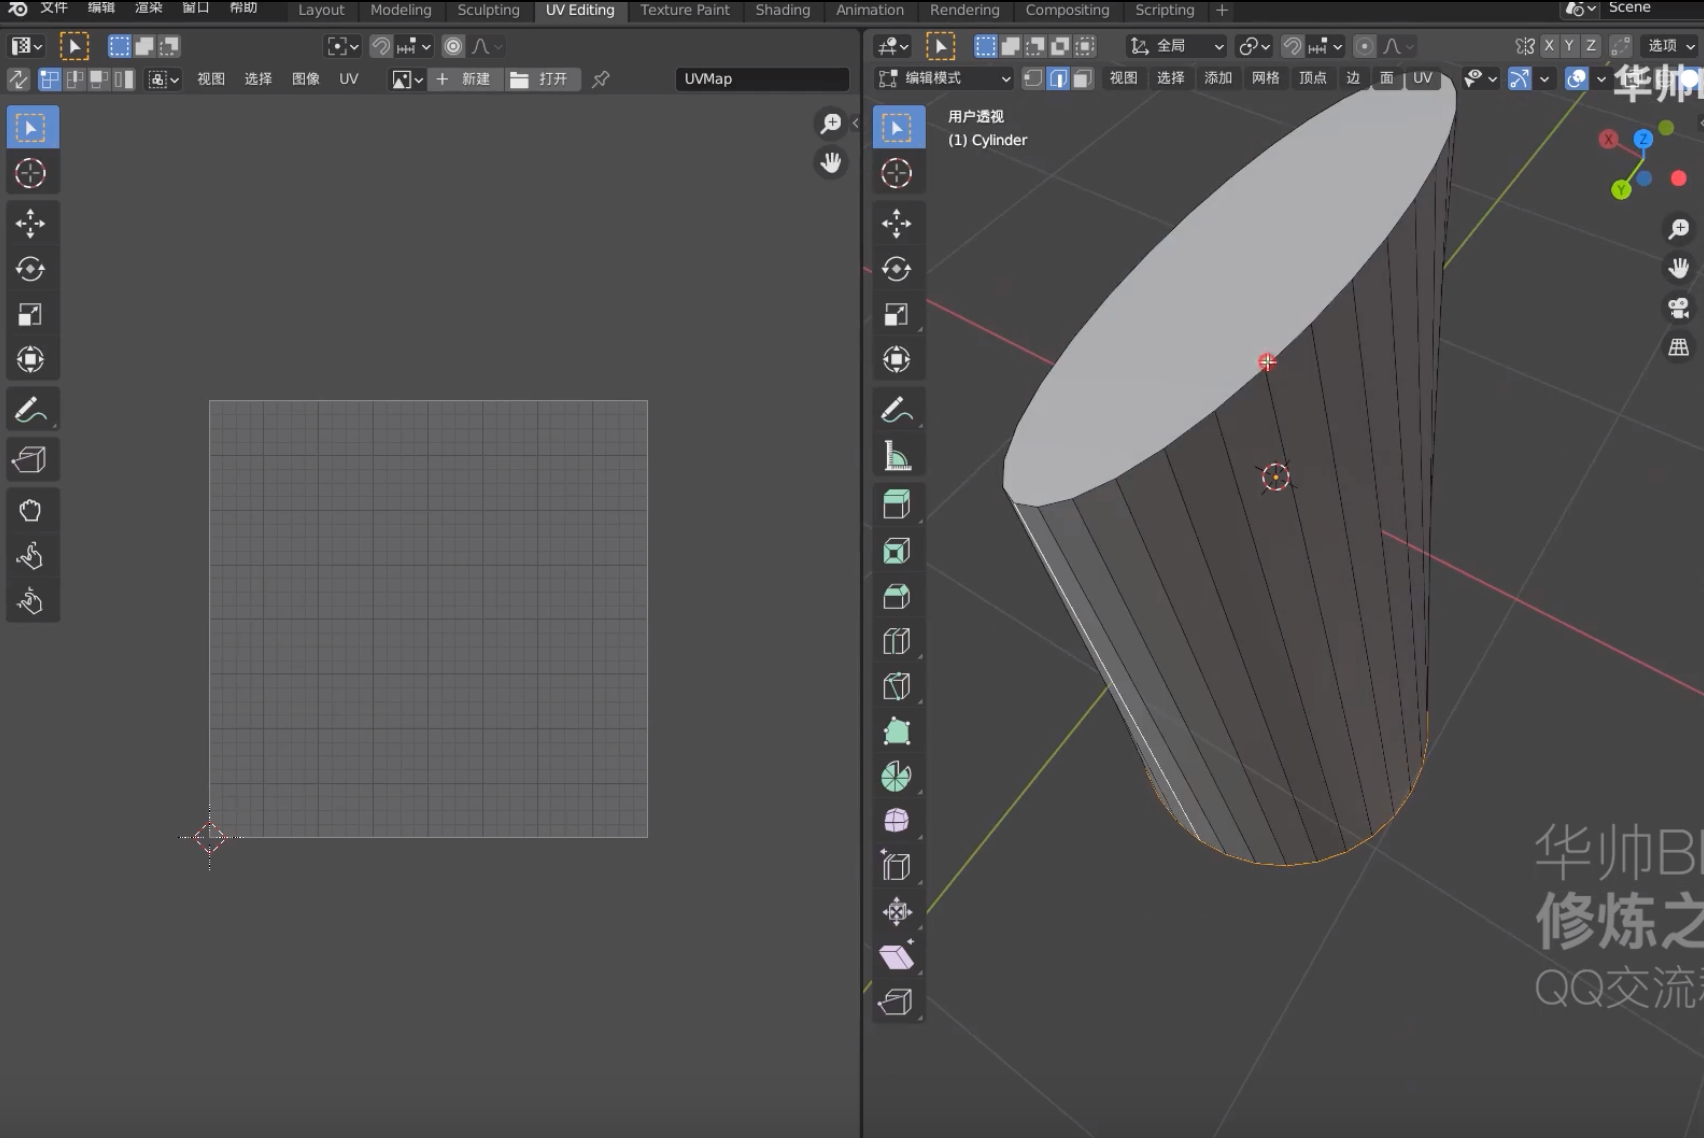 文件 编辑 渲染 窗口 帮助 Layout Modeling Sculpting UV Editing Texture Paint Shading Animation Rendering Compositing Scripting + Scene
全局 X Y Z 选项
视图 选择 图像 UV + 新建 打开 UVMap
编辑模式 视图 选择 添加 网格 顶点 边 面 UV
华帅
用户透视
(1) Cylinder
X Z
Y
华帅B
修炼之
QQ交流